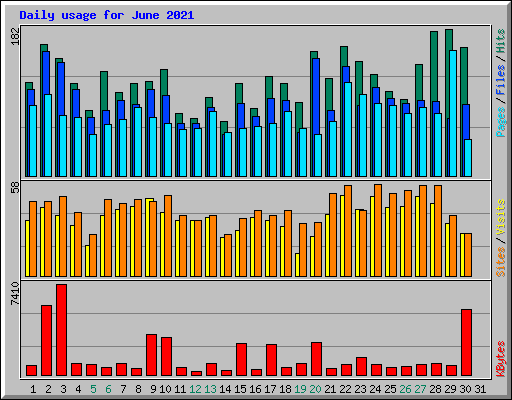 Daily usage for June 2021
182
Pages / Files / Hits
58
Sites / Visits
7410
KBytes
1 2 3 4 5 6 7 8 9 10 11 12 13 14 15 16 17 18 19 20 21 22 23 24 25 26 27 28 29 30 31